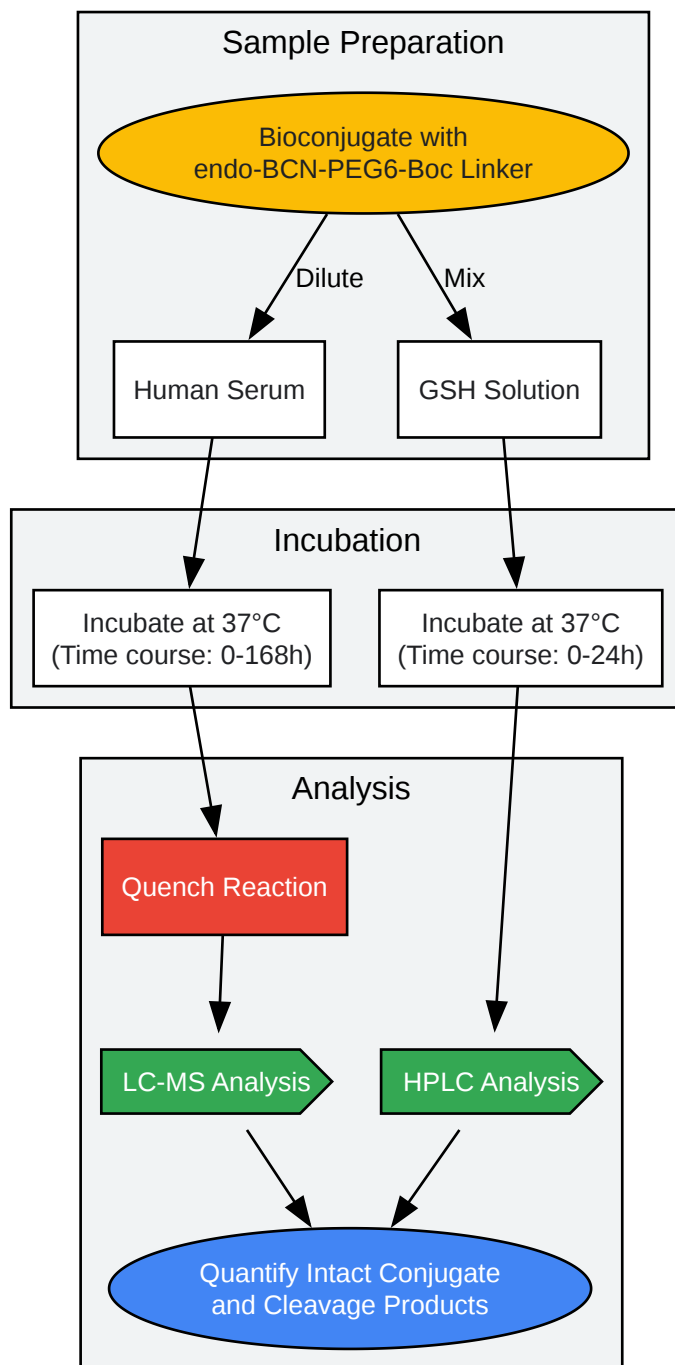 Sample Preparation
Bioconjugate with
endo-BCN-PEG6-Boc Linker
Dilute
Mix
Human Serum
GSH Solution
Incubation
Incubate at 37°C
(Time course: 0-168h)
Incubate at 37°C
(Time course: 0-24h)
Analysis
Quench Reaction
LC-MS Analysis
HPLC Analysis
Quantify Intact Conjugate
and Cleavage Products